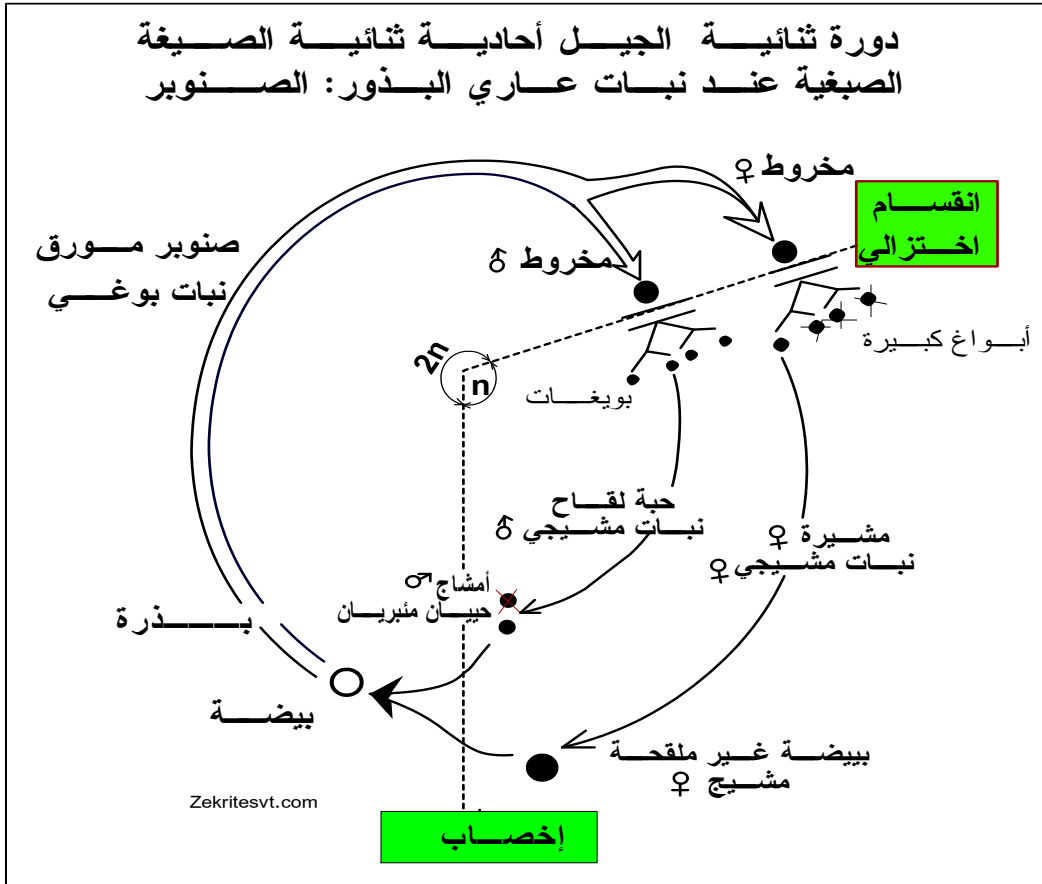 دورة ثنائية الجيل أحادية ثنائية الصيغة
الصبغية عند نبات عاري البذور: الصنوبر
مخروط ♀
انقسام
اختزالي
صنوبر مورق
نبات بوغي
مخروط ♂
أبواغ كبيرة
2n
n
بويغات
حبة لقاح
نبات مشيجي ♂
مشيرة ♀
نبات مشيجي ♀
أمشاج ♂
حييان مئبريان
بذرة
بيضة
بييضة غير ملقحة
مشيج ♀
Zekritesvt.com
إخصاب